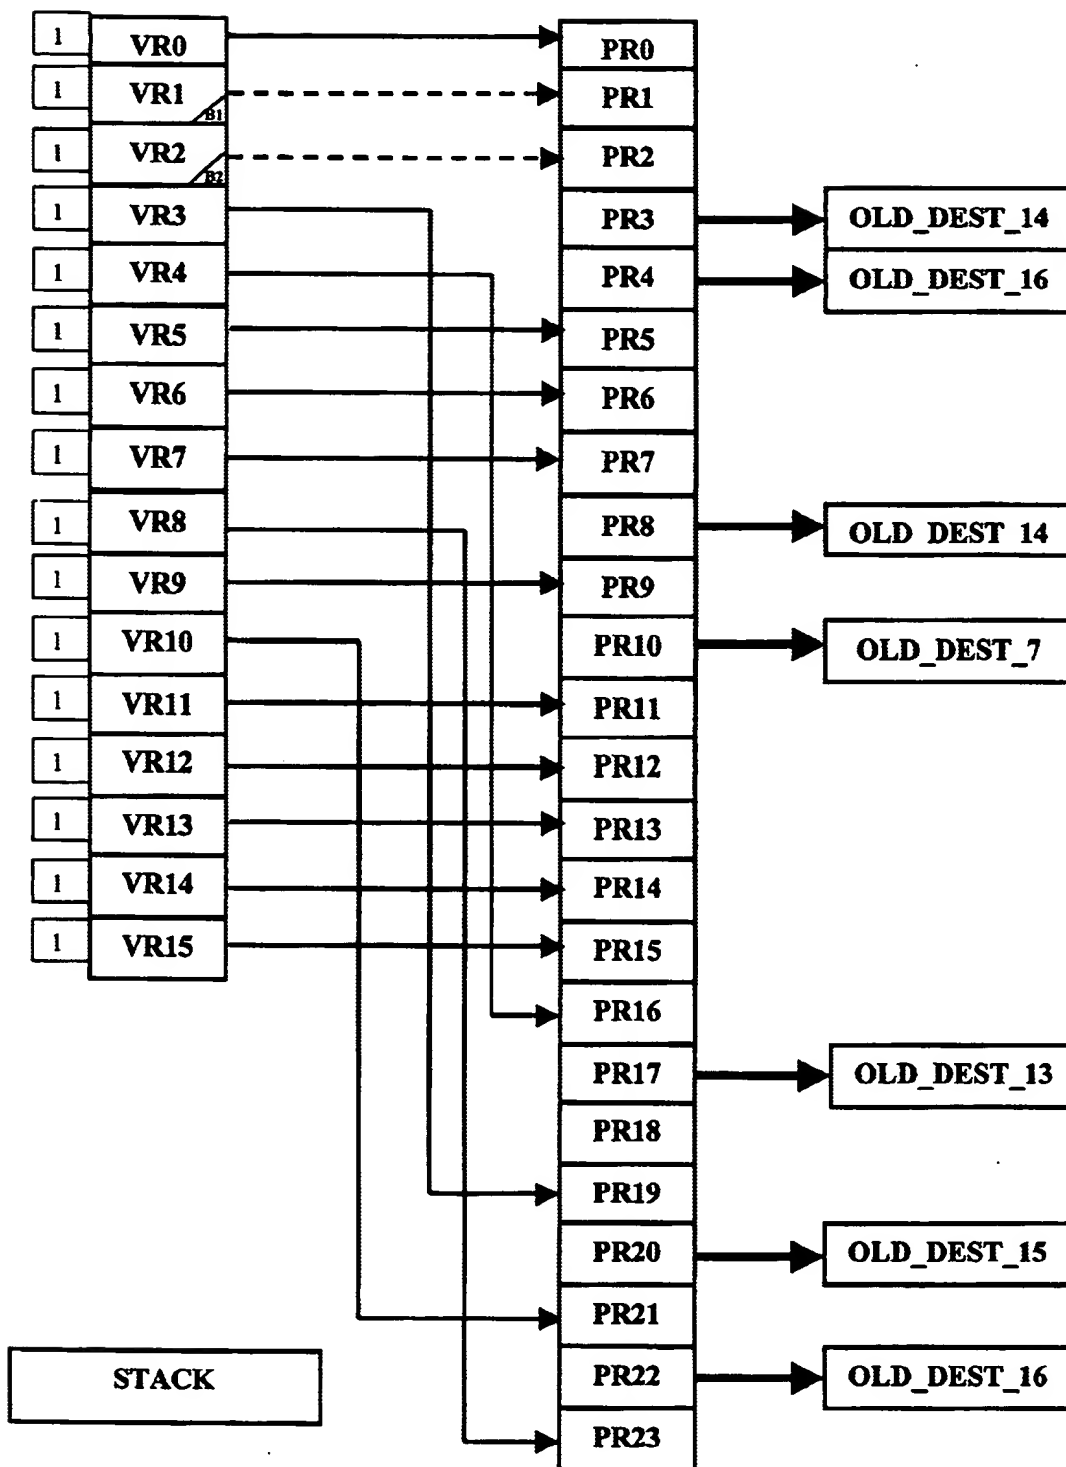 1 VR0 PR0
1 VR1 B1 PR1
1 VR2 B2 PR2
1 VR3 PR3 OLD_DEST_14
1 VR4 PR4 OLD_DEST_16
1 VR5 PR5
1 VR6 PR6
1 VR7 PR7
1 VR8 PR8 OLD DEST 14
1 VR9 PR9
1 VR10 PR10 OLD_DEST_7
1 VR11 PR11
1 VR12 PR12
1 VR13 PR13
1 VR14 PR14
1 VR15 PR15
PR16
PR17 OLD_DEST_13
PR18
PR19
PR20 OLD_DEST_15
PR21
STACK PR22 OLD_DEST_16
PR23